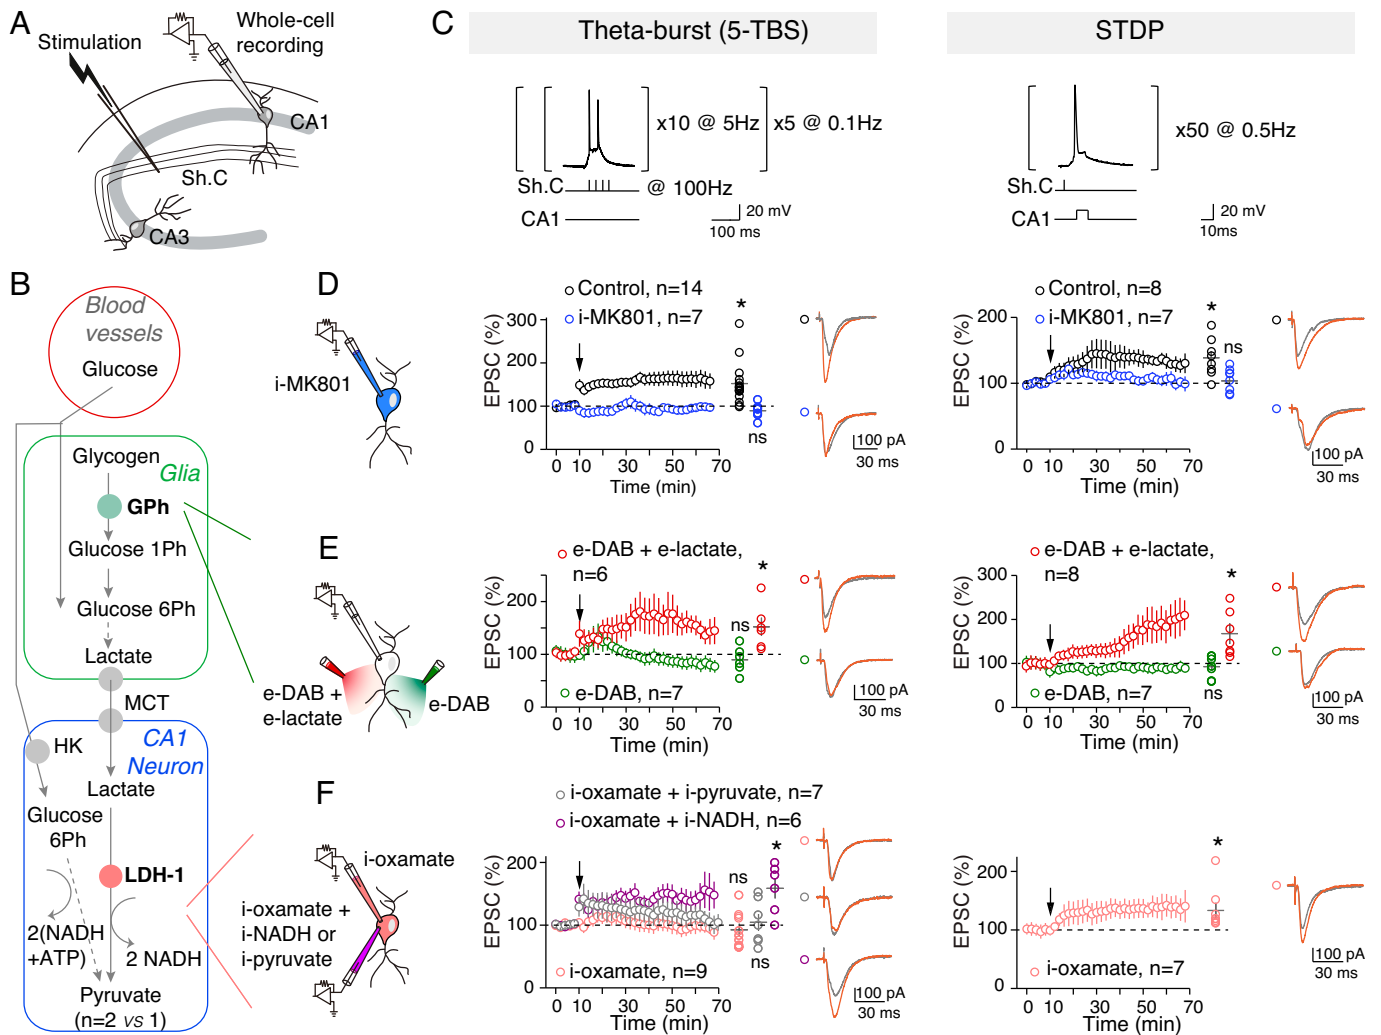 A
Stimulation
Whole-cell
recording
CA1
Sh.C
CA3
B
Blood
vessels
Glucose
Glycogen
Glia
GPh
Glucose 1Ph
Glucose 6Ph
Lactate
MCT
HK
CA1
Neuron
Lactate
Glucose
6Ph
LDH-1
2(NADH
+ATP)
2 NADH
Pyruvate
(n=2 vs 1)
C
Theta-burst (5-TBS)
x10 @ 5Hz
x5 @ 0.1Hz
Sh.C
@ 100Hz
CA1
20 mV
100 ms
STDP
x50 @ 0.5Hz
Sh.C
CA1
20 mV
10ms
D
i-MK801
Control, n=14
i-MK801, n=7
*
ns
EPSC (%)
300
200
100
0
0 10 30 50 70
Time (min)
100 pA
30 ms
Control, n=8
i-MK801, n=7
*
ns
EPSC (%)
200
100
0
0 10 30 50 70
Time (min)
100 pA
30 ms
E
e-DAB +
e-lactate
e-DAB
e-DAB + e-lactate,
n=6
*
ns
EPSC (%)
200
100
0
e-DAB, n=7
0 10 30 50 70
Time (min)
100 pA
30 ms
e-DAB + e-lactate,
n=8
*
ns
EPSC (%)
300
200
100
0
e-DAB, n=7
0 10 30 50 70
Time (min)
100 pA
30 ms
F
i-oxamate
i-oxamate +
i-NADH or
i-pyruvate
i-oxamate + i-pyruvate, n=7
i-oxamate + i-NADH, n=6
*
ns
ns
EPSC (%)
200
100
0
i-oxamate, n=9
0 10 30 50 70
Time (min)
100 pA
30 ms
*
EPSC (%)
200
100
0
i-oxamate, n=7
0 10 30 50 70
Time (min)
100 pA
30 ms